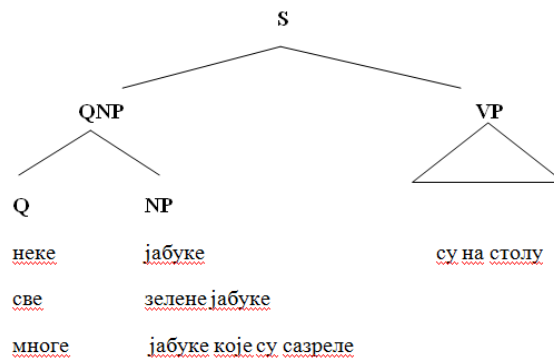 S
QNP VP
Q NP
неке јабуке су на столу
све зелене јабуке
многе јабуке које су сазреле